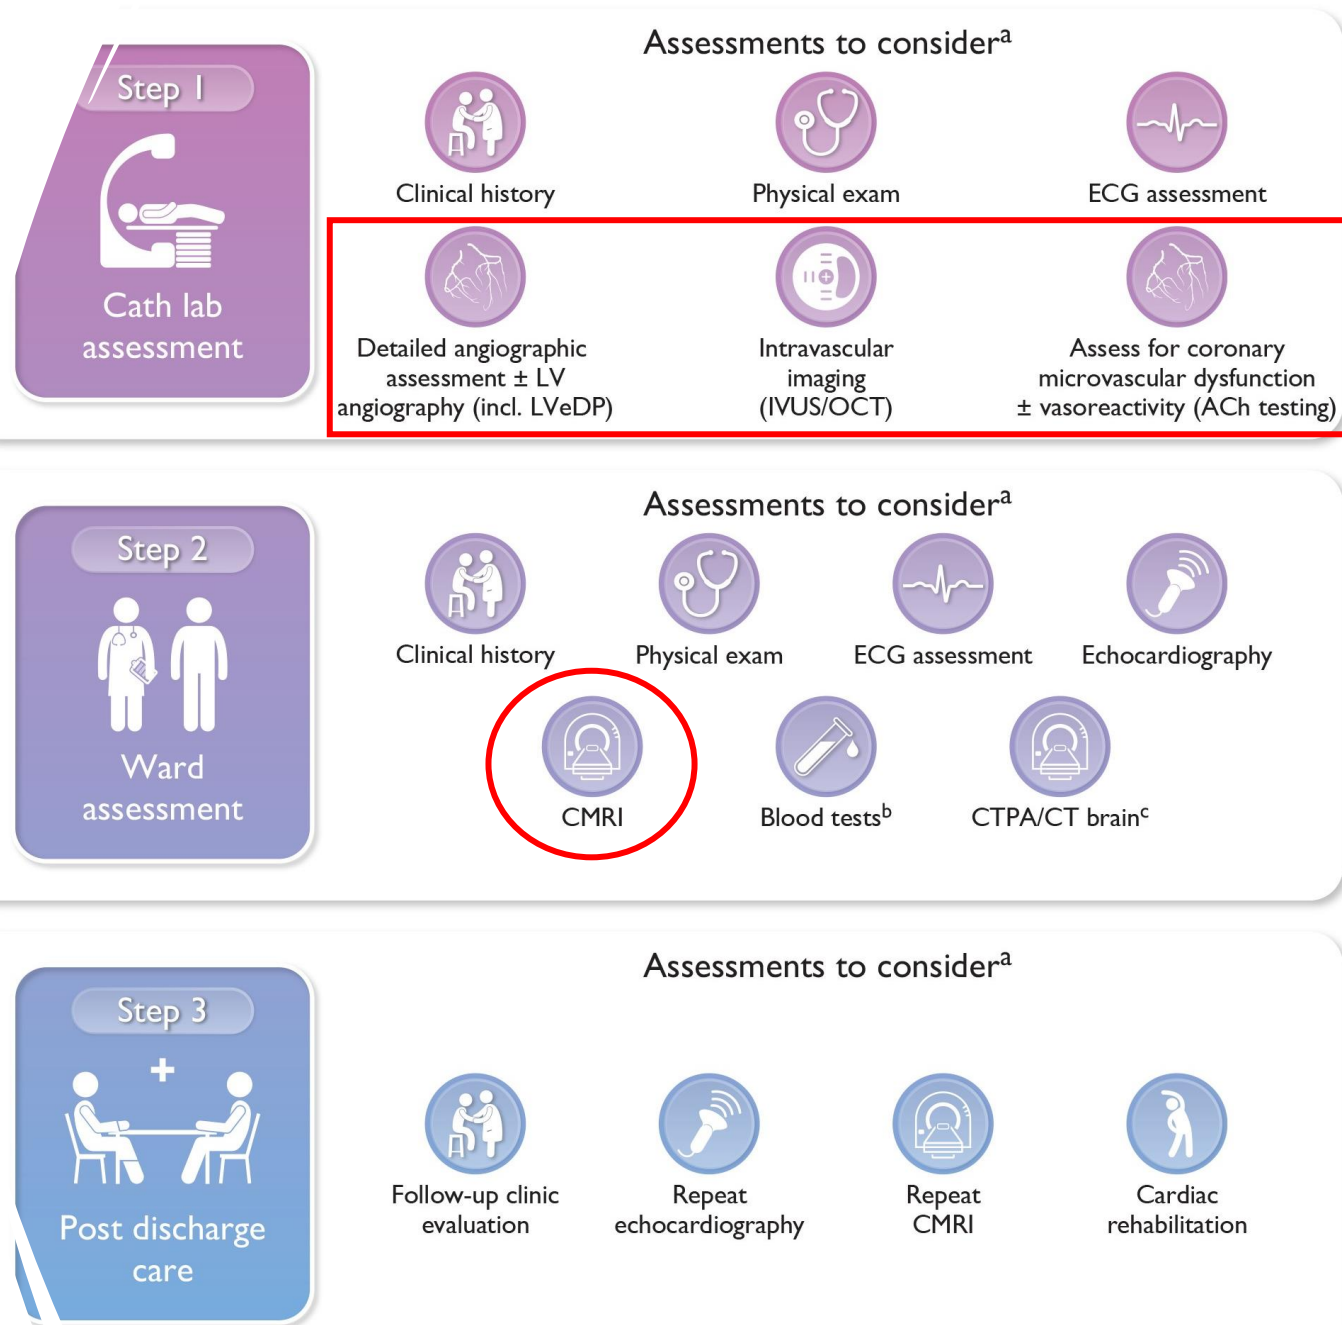 Assessments to considerᵃ
Step 1
Cath lab
assessment
Clinical history
Physical exam
ECG assessment
Detailed angiographic
assessment ± LV
angiography (incl. LVeDP)
Intravascular
imaging
(IVUS/OCT)
Assess for coronary
microvascular dysfunction
± vasoreactivity (ACh testing)
Assessments to considerᵃ
Step 2
Ward
assessment
Clinical history
Physical exam
ECG assessment
Echocardiography
CMRI
Blood testsᵇ
CTPA/CT brainᶜ
Assessments to considerᵃ
Step 3
Post discharge
care
Follow-up clinic
evaluation
Repeat
echocardiography
Repeat
CMRI
Cardiac
rehabilitation